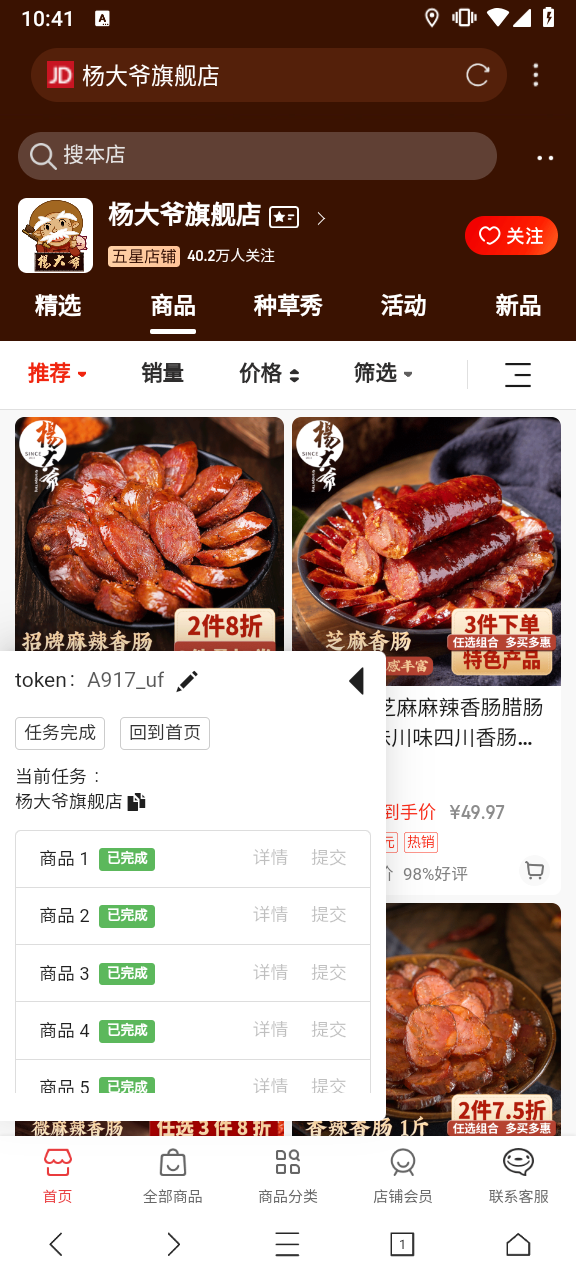 10:41
A
JD 杨大爷旗舰店
搜本店
杨大爷旗舰店
五星店铺 40.2万人关注
关注
楊大爺
精选 商品 种草秀 活动 新品
推荐 销量 价格 筛选
楊大爺
SINCE
招牌麻辣香肠
2件8折
楊大爺
SINCE
芝麻香肠
3件下单
任选组合 多买多惠
特色产品
感丰富
芝麻麻辣香肠腊肠
川味四川香肠...
到手价 ¥49.97
元 热销
98%好评
token： A917_uf
任务完成 回到首页
当前任务：
杨大爷旗舰店
商品 1 已完成 详情 提交
商品 2 已完成 详情 提交
商品 3 已完成 详情 提交
商品 4 已完成 详情 提交
商品 5 已完成 详情 提交
微麻辣香肠 任选3件8折
香辣香肠 1斤
2件7.5折
任选组合 多买多惠
首页 全部商品 商品分类 店铺会员 联系客服
1